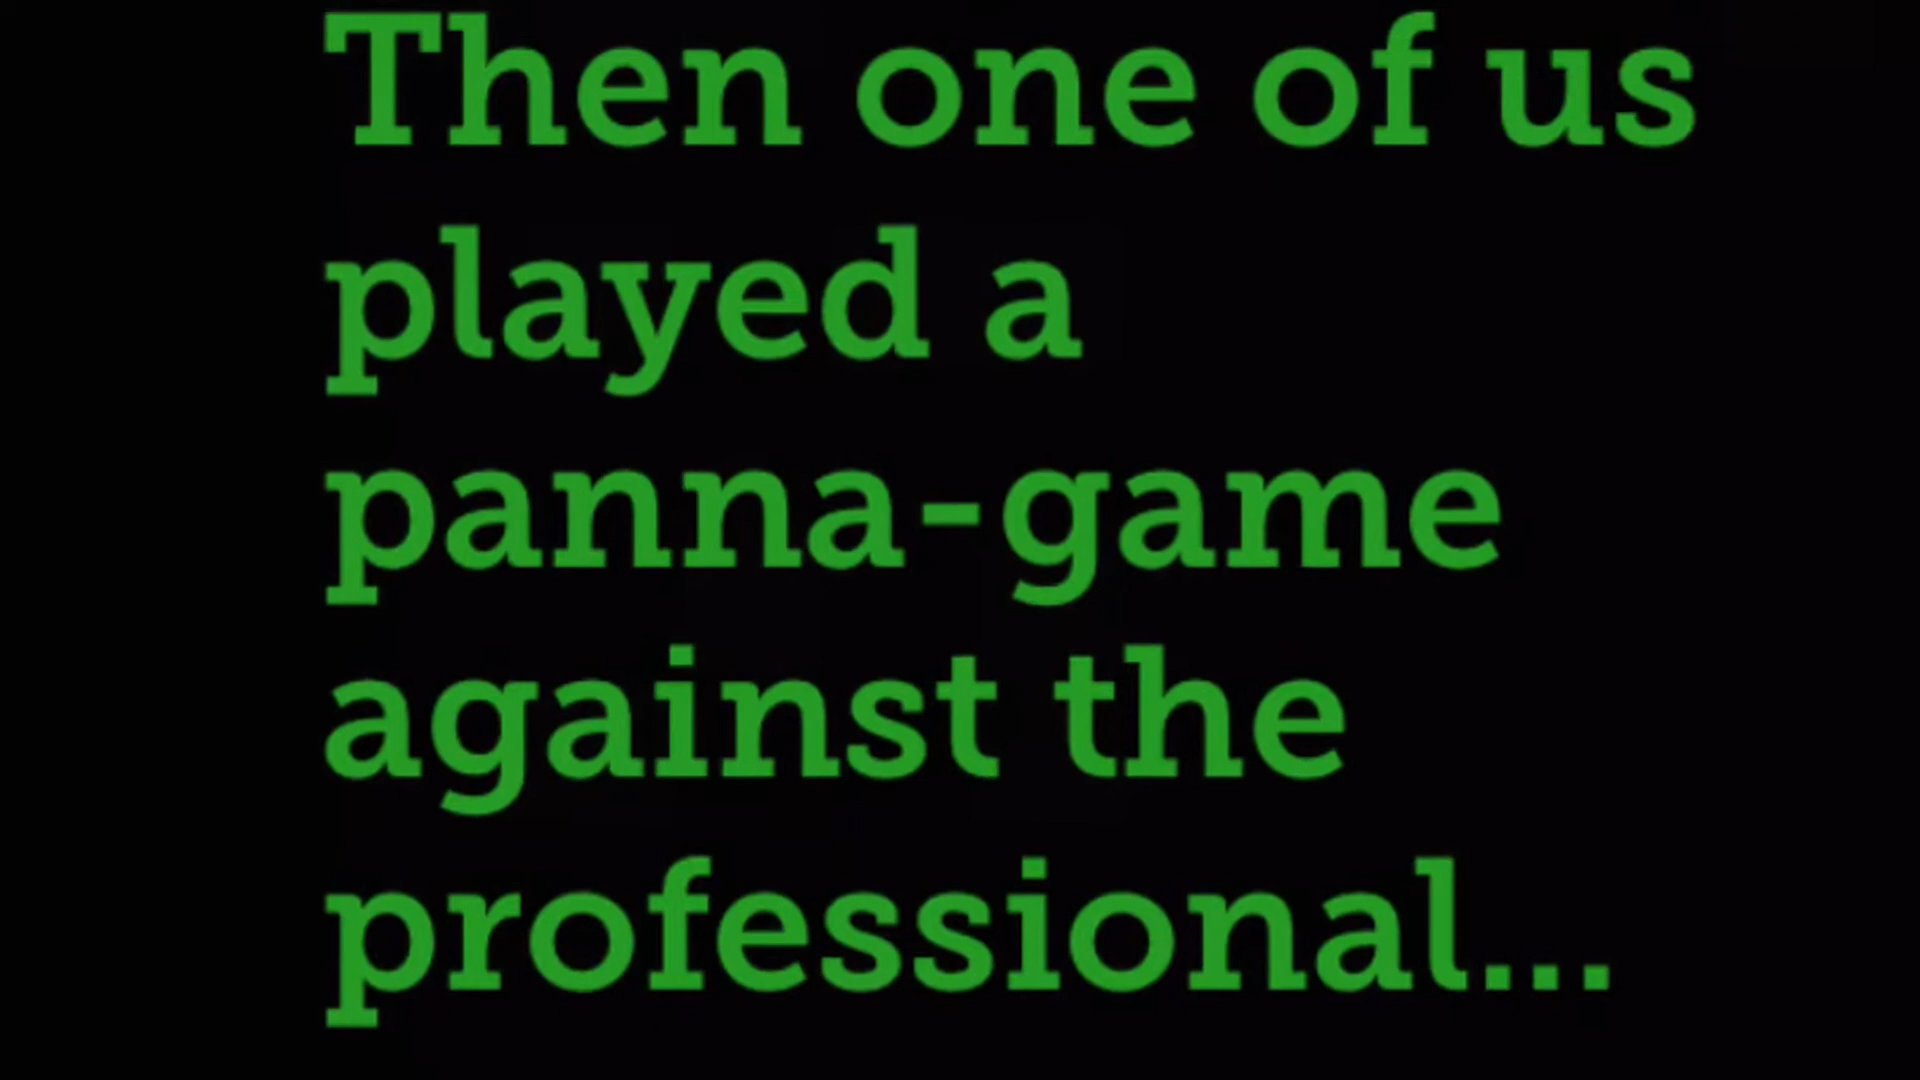 Then one of us
played a
panna-game
against the
professional...